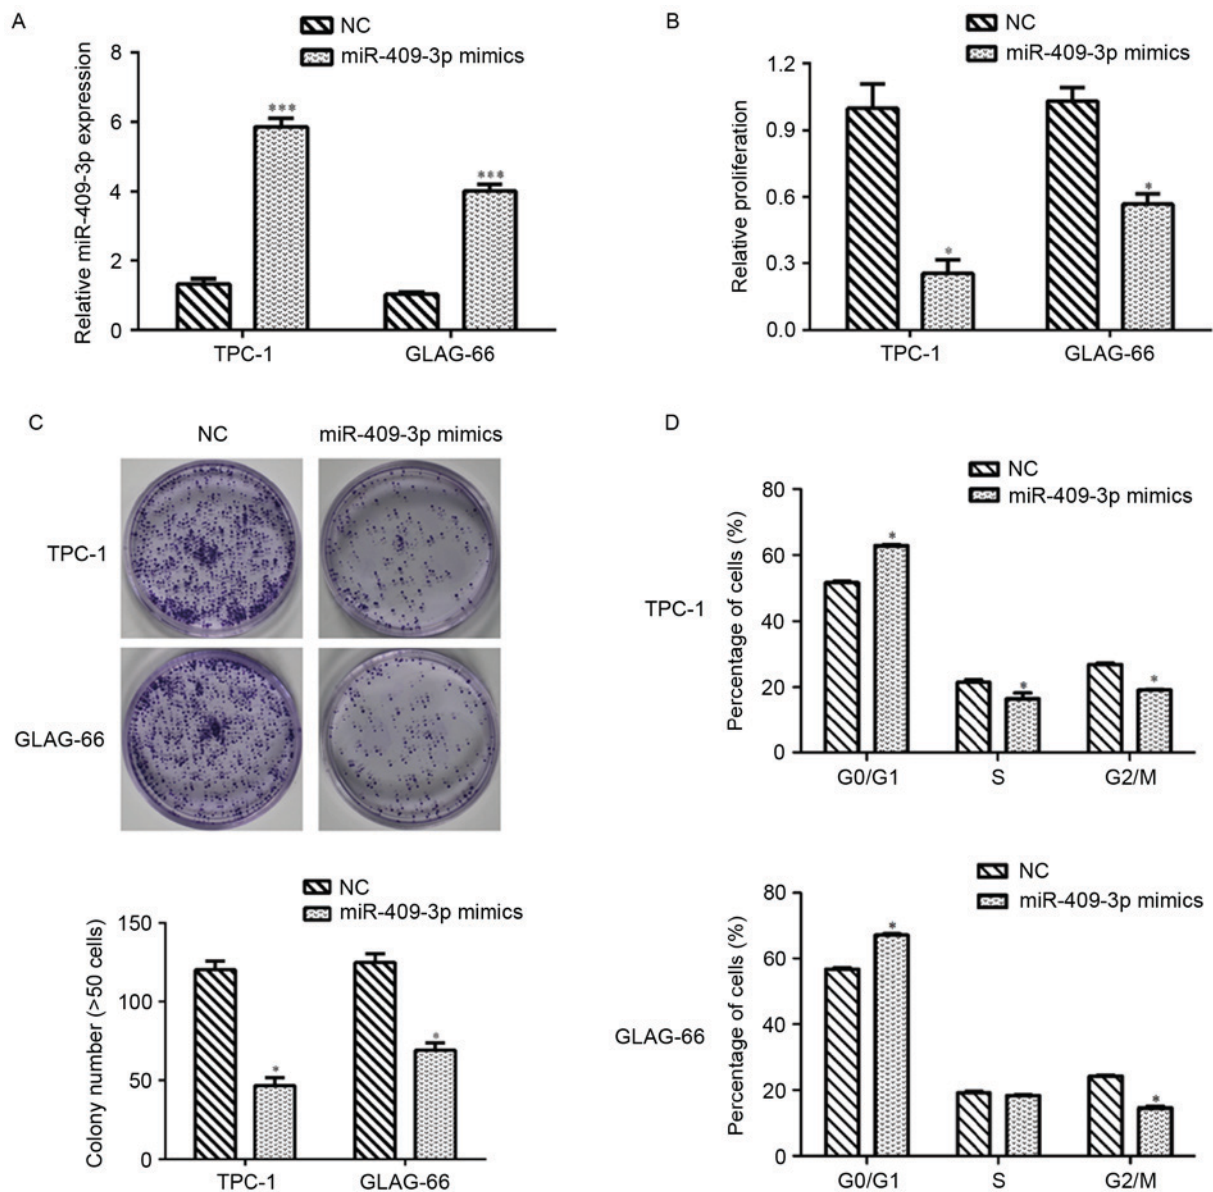 A
NC
miR-409-3p mimics
Relative miR-409-3p expression
8
6
4
2
0
***
***
TPC-1
GLAG-66
B
NC
miR-409-3p mimics
Relative proliferation
1.2
0.9
0.6
0.3
0.0
*
*
TPC-1
GLAG-66
C
NC
miR-409-3p mimics
TPC-1
GLAG-66
NC
miR-409-3p mimics
Colony number (>50 cells)
150
100
50
0
*
*
TPC-1
GLAG-66
D
TPC-1
NC
miR-409-3p mimics
Percentage of cells (%)
80
60
40
20
0
*
*
*
G0/G1
S
G2/M
GLAG-66
NC
miR-409-3p mimics
Percentage of cells (%)
80
60
40
20
0
*
*
G0/G1
S
G2/M